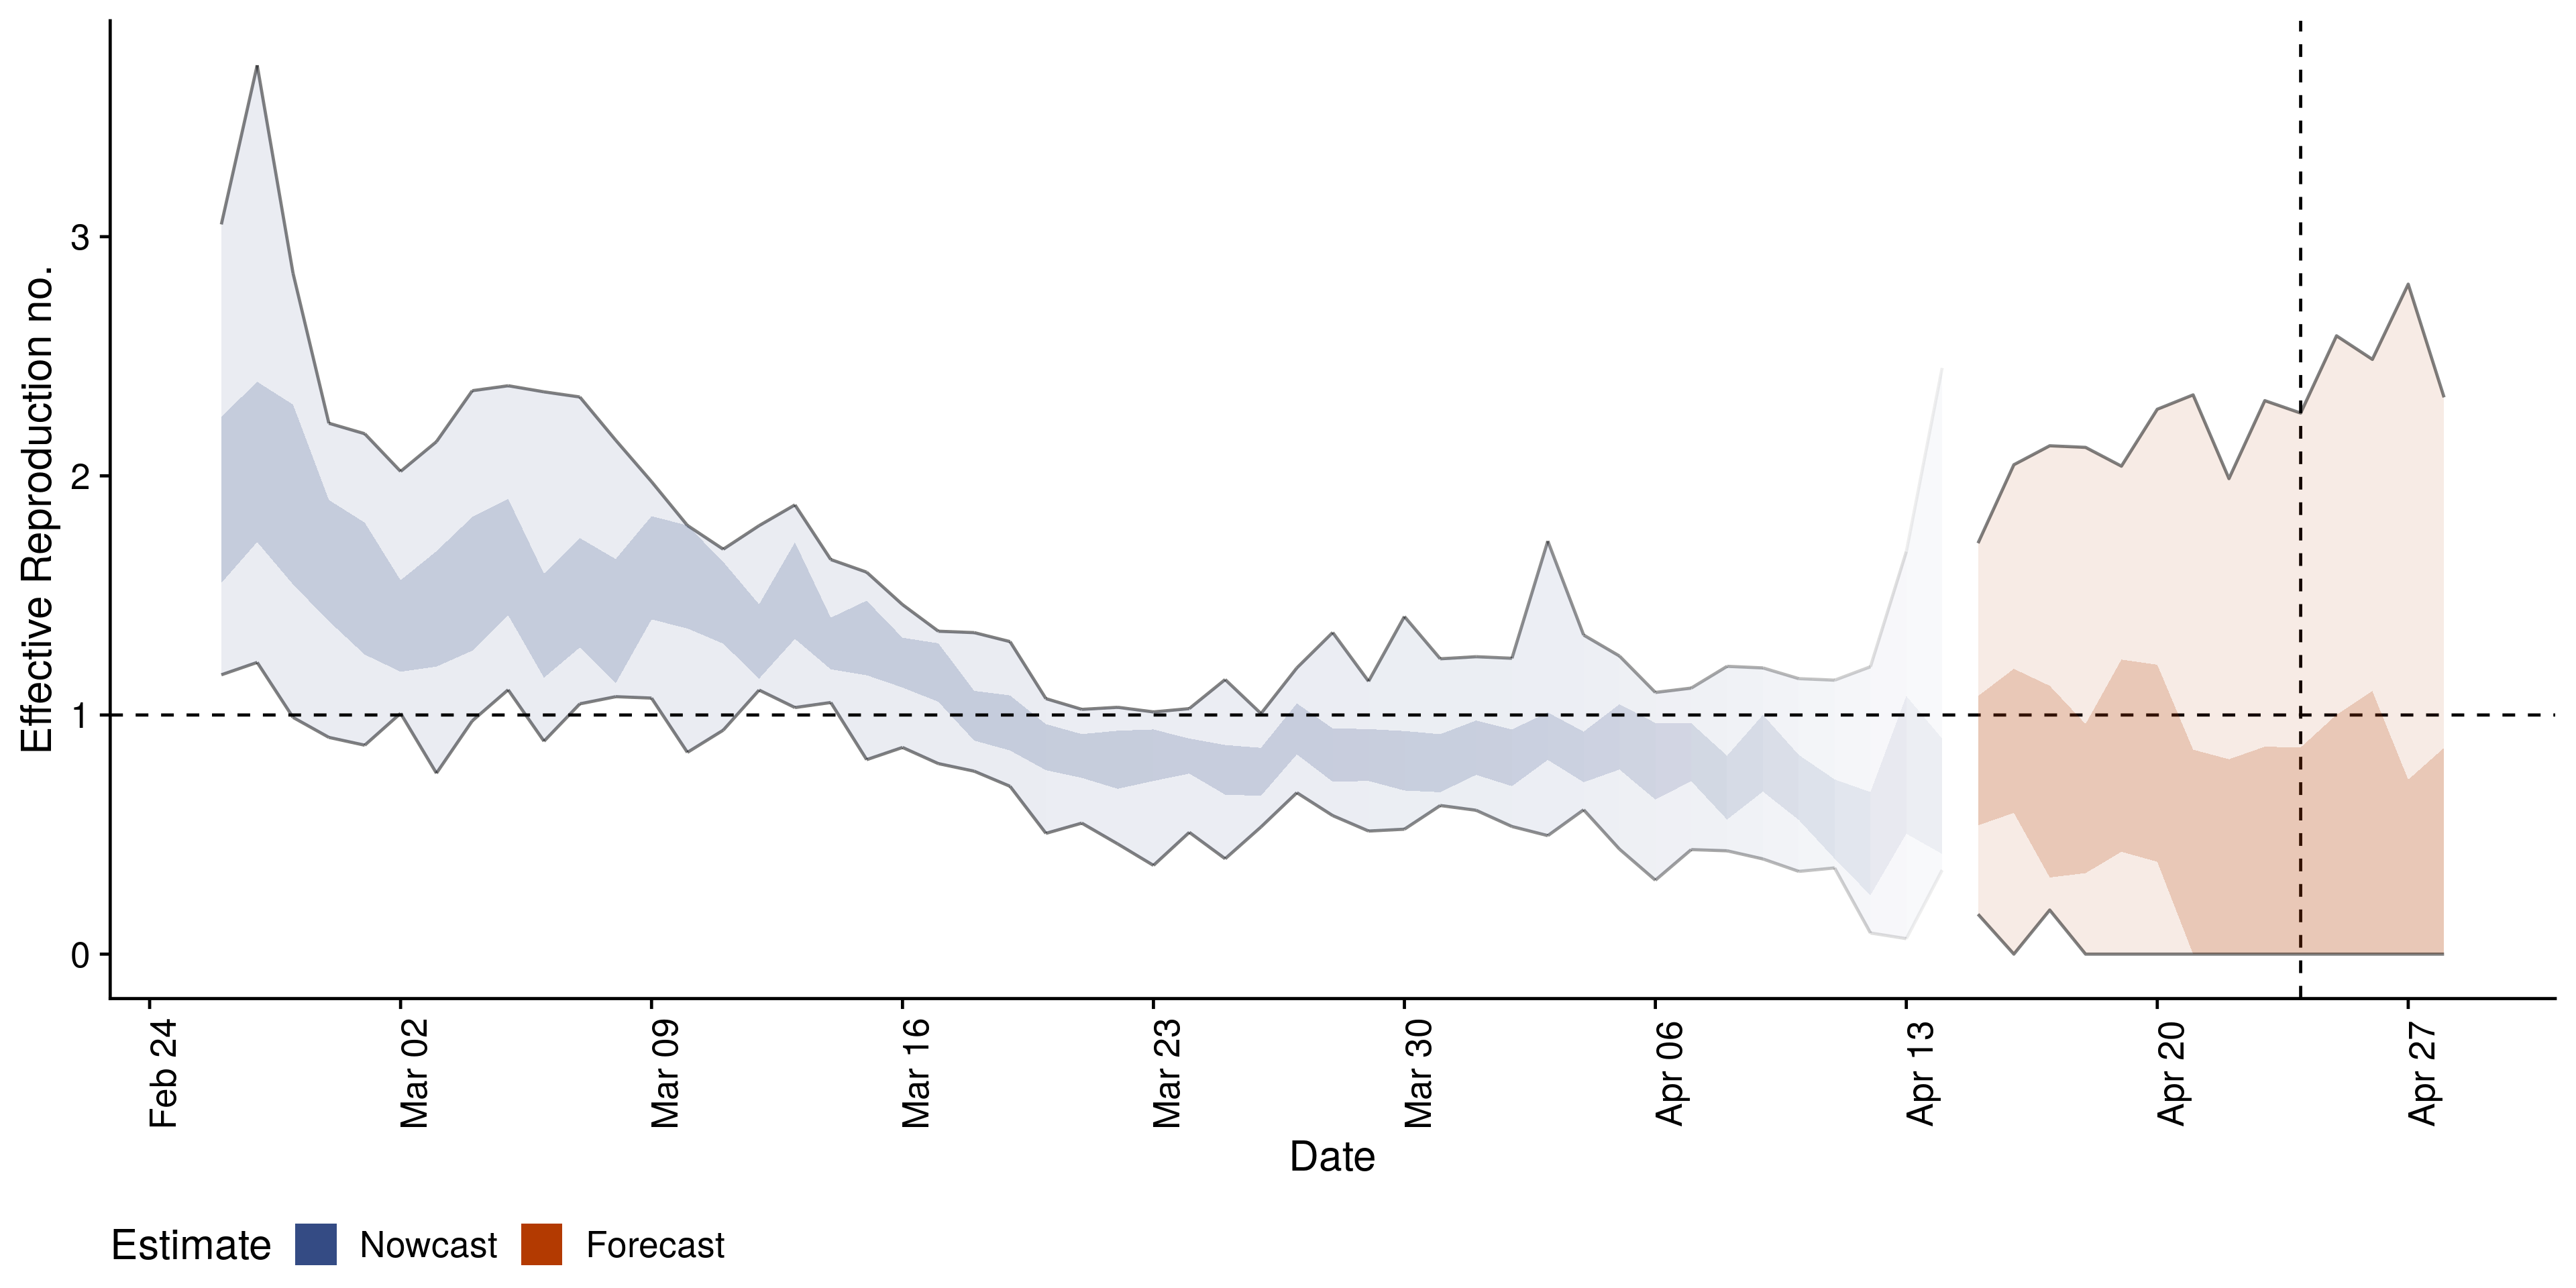 Effective Reproduction no.
3
2
1
0
Feb 24
Mar 02
Mar 09
Mar 16
Mar 23
Mar 30
Apr 06
Apr 13
Apr 20
Apr 27
Date
Estimate Nowcast Forecast